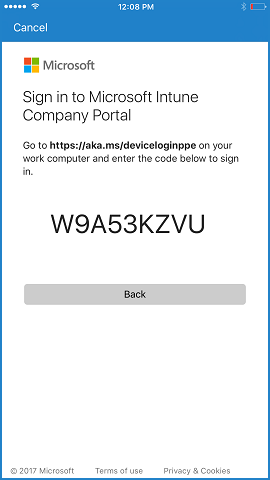 12:08 PM
Cancel
Microsoft
Sign in to Microsoft Intune
Company Portal
Go to https://aka.ms/deviceloginppe on your
work computer and enter the code below to sign
in.
W9A53KZVU
Back
© 2017 Microsoft Terms of use Privacy & Cookies